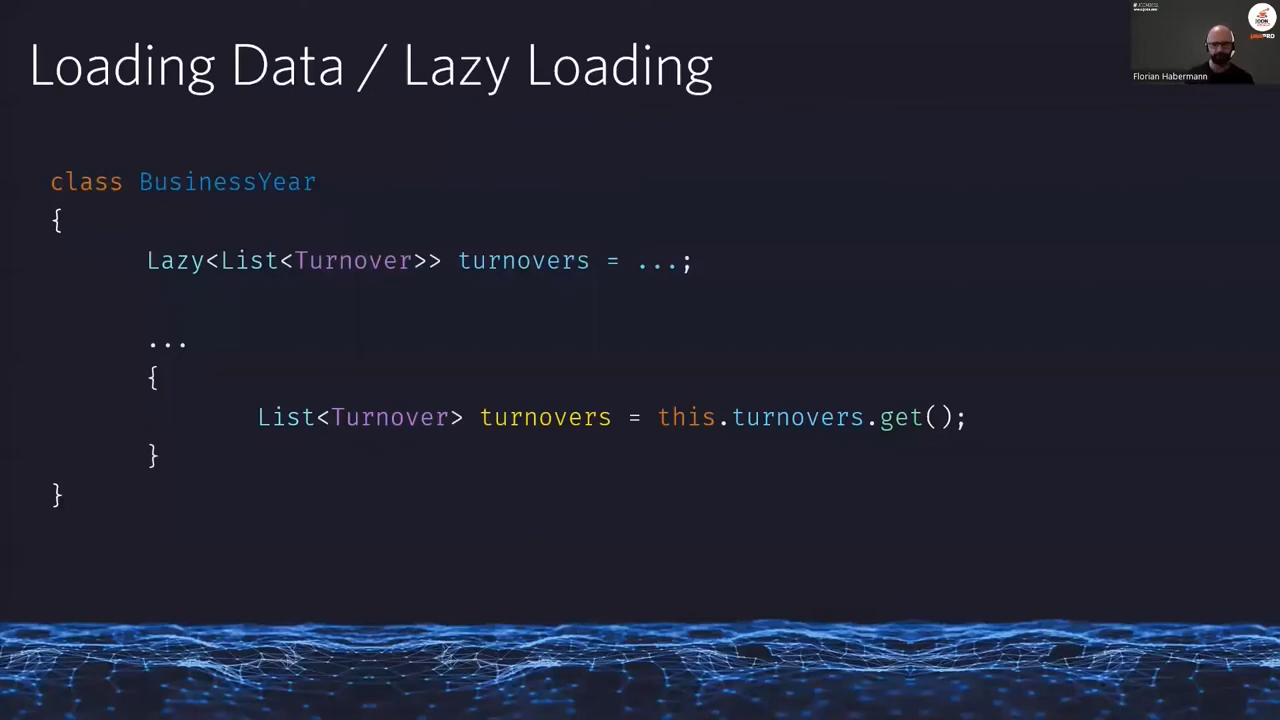 Loading Data / Lazy Loading
class BusinessYear
{
Lazy<List<Turnover>> turnovers = ...;
...
{
List<Turnover> turnovers = this.turnovers.get();
}
}
Florian Habermann